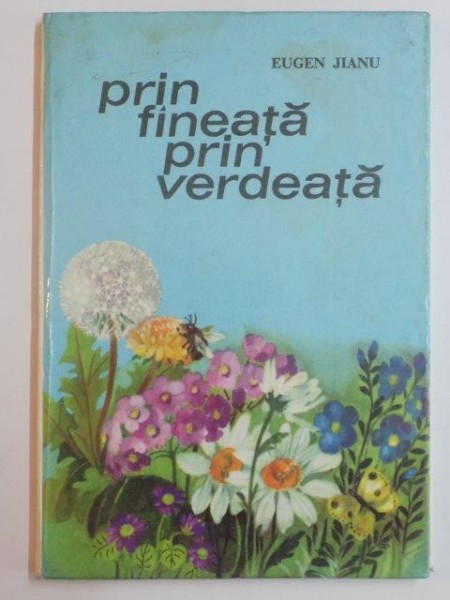 EUGEN JIANU
prin
fineață
prin
verdeață